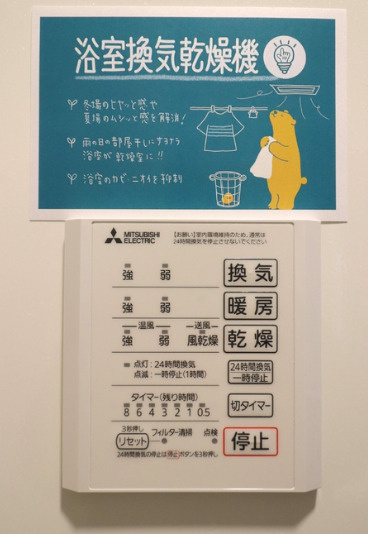 浴室換気乾燥機
冬場のヒヤッと感や
夏場のムシッと感を解消!
雨の日の部屋干しにサヨナラ
浴室が乾燥室に!!
浴室のカビ・ニオイを抑制
MITSUBISHI
ELECTRIC
【お願い】室内環境維持のため、通常は
24時間換気を停止させないでください
強 弱 換気
強 弱 暖房
温風 送風
強 弱 風乾燥 乾燥
点灯:24時間換気
点滅:一時停止(1時間)
24時間換気
一時停止
タイマー(残り時間)
8 6 4 3 2 1 0.5
切タイマー
3秒押し
リセット フィルター清掃 点検
停止
24時間換気の停止は停止ボタンを3秒押し